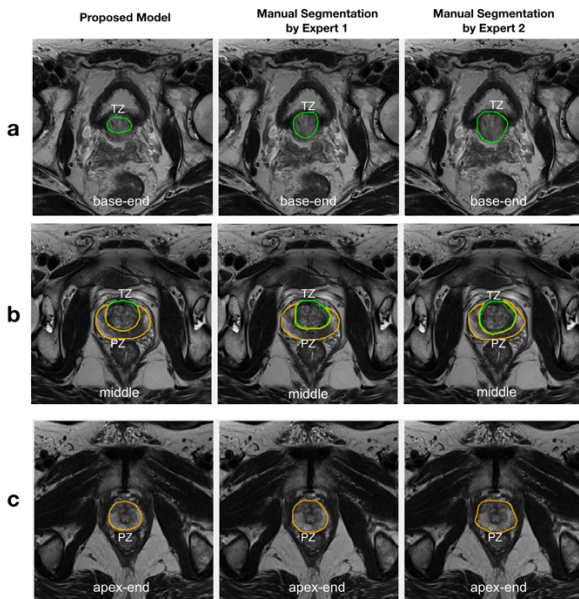 Proposed Model
Manual Segmentation
by Expert 1
Manual Segmentation
by Expert 2
a
TZ
base-end
TZ
base-end
TZ
base-end
b
TZ
PZ
middle
TZ
PZ
middle
TZ
PZ
middle
c
PZ
apex-end
PZ
apex-end
PZ
apex-end